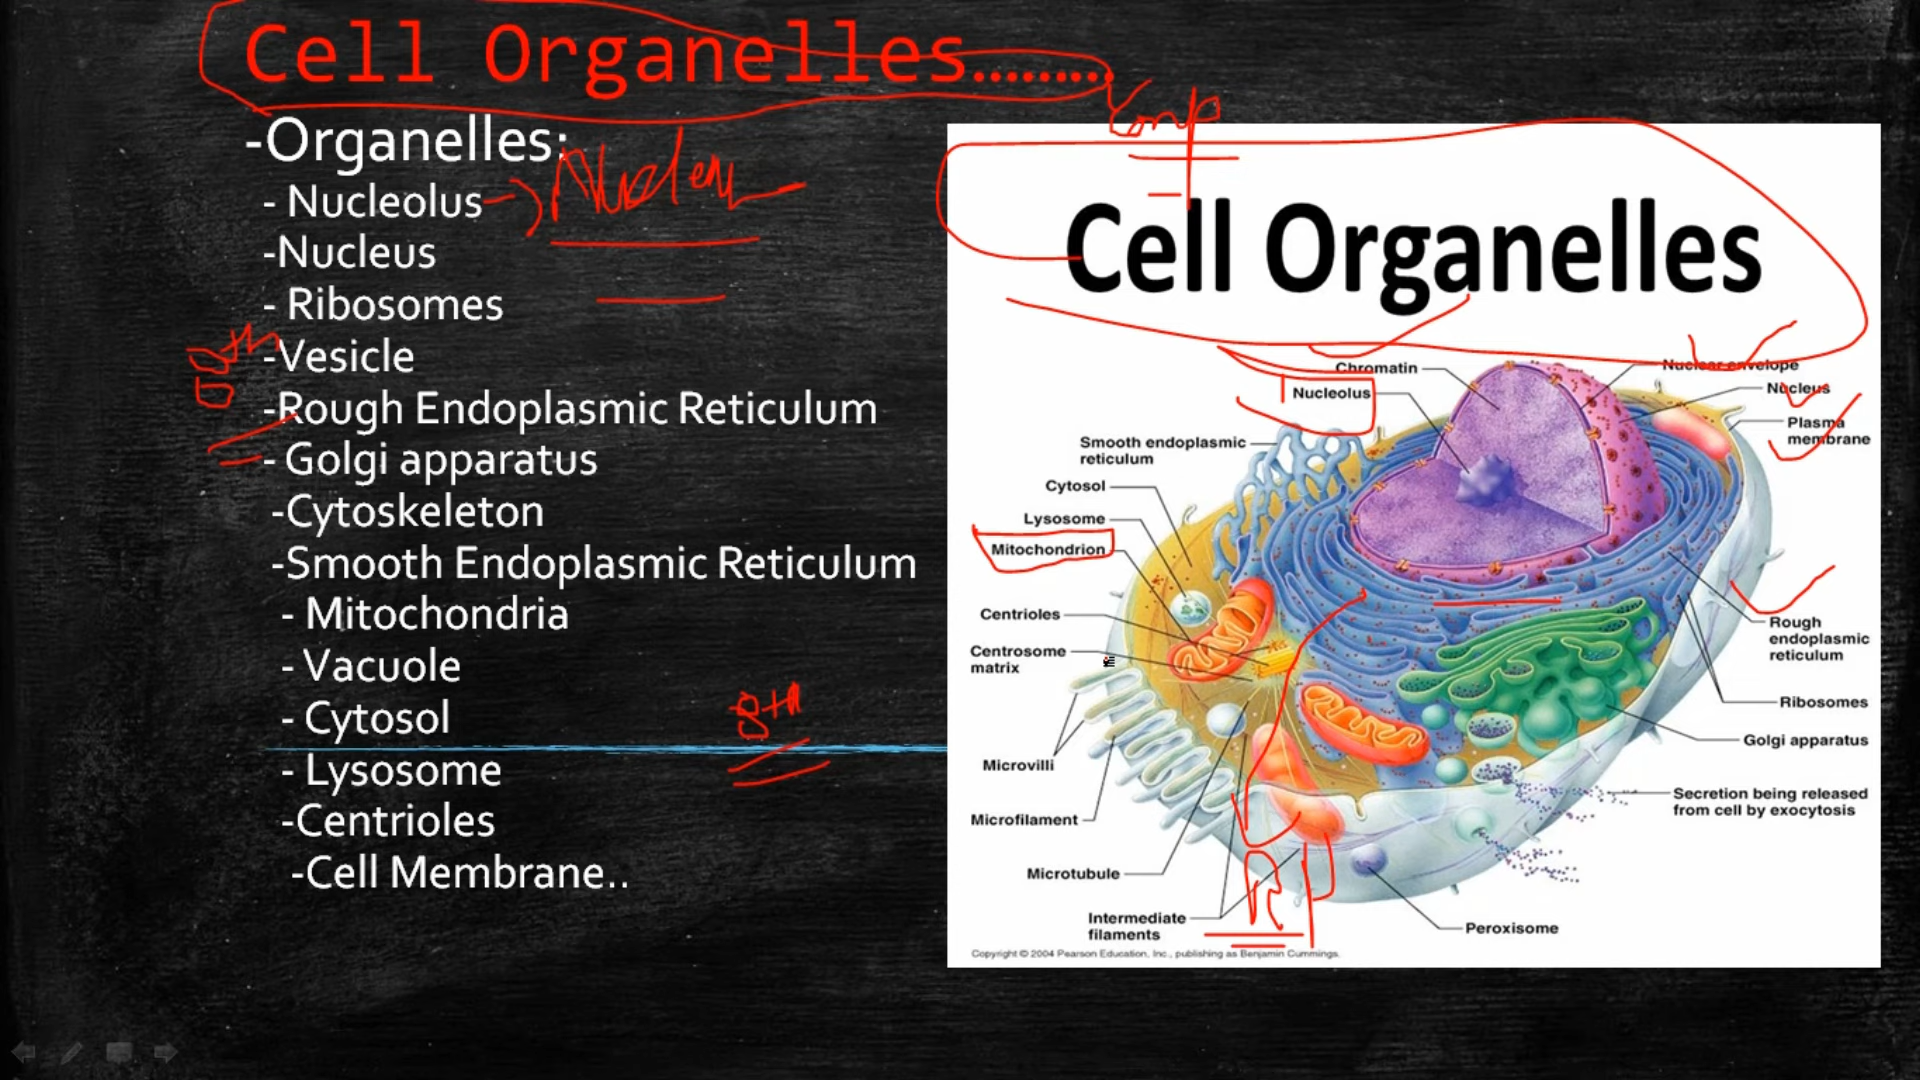 Cell Organelles.........
-Organelles:
- Nucleolus
-Nucleus
- Ribosomes
-Vesicle
-Rough Endoplasmic Reticulum
- Golgi apparatus
-Cytoskeleton
-Smooth Endoplasmic Reticulum
- Mitochondria
- Vacuole
- Cytosol
- Lysosome
-Centrioles
-Cell Membrane..
8th
Cell Organelles
Chromatin
Nuclear envelope
Nucleolus
Nucleus
Plasma
membrane
Smooth endoplasmic
reticulum
Cytosol
Lysosome
Mitochondrion
Centrioles
Centrosome
matrix
Rough
endoplasmic
reticulum
Ribosomes
Golgi apparatus
Microvilli
Secretion being released
from cell by exocytosis
Microfilament
Microtubule
Intermediate
filaments
Peroxisome
Copyright © 2004 Pearson Education, Inc., publishing as Benjamin Cummings.